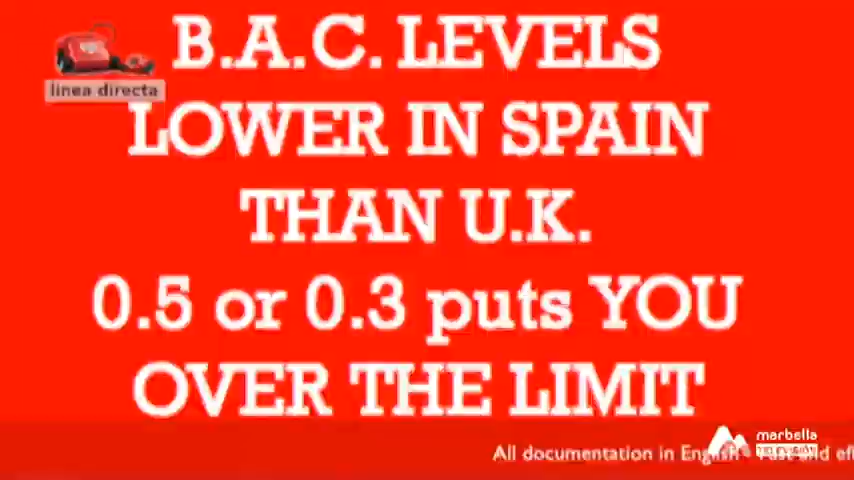 B.A.C. LEVELS
linea directa
LOWER IN SPAIN
THAN U.K.
0.5 or 0.3 puts YOU
OVER THE LIMIT
marbella
All documentation in English
and